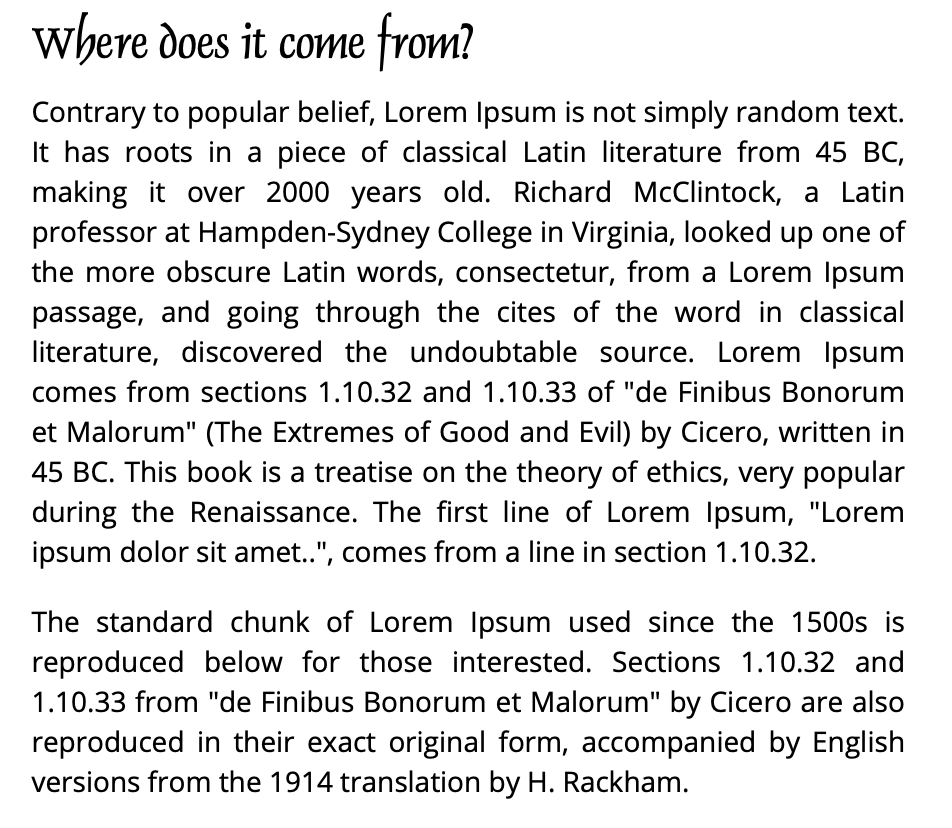 Where does it come from?
Contrary to popular belief, Lorem Ipsum is not simply random text.
It has roots in a piece of classical Latin literature from 45 BC,
making it over 2000 years old. Richard McClintock, a Latin
professor at Hampden-Sydney College in Virginia, looked up one of
the more obscure Latin words, consectetur, from a Lorem Ipsum
passage, and going through the cites of the word in classical
literature, discovered the undoubtable source. Lorem Ipsum
comes from sections 1.10.32 and 1.10.33 of "de Finibus Bonorum
et Malorum" (The Extremes of Good and Evil) by Cicero, written in
45 BC. This book is a treatise on the theory of ethics, very popular
during the Renaissance. The first line of Lorem Ipsum, "Lorem
ipsum dolor sit amet..", comes from a line in section 1.10.32.
The standard chunk of Lorem Ipsum used since the 1500s is
reproduced below for those interested. Sections 1.10.32 and
1.10.33 from "de Finibus Bonorum et Malorum" by Cicero are also
reproduced in their exact original form, accompanied by English
versions from the 1914 translation by H. Rackham.